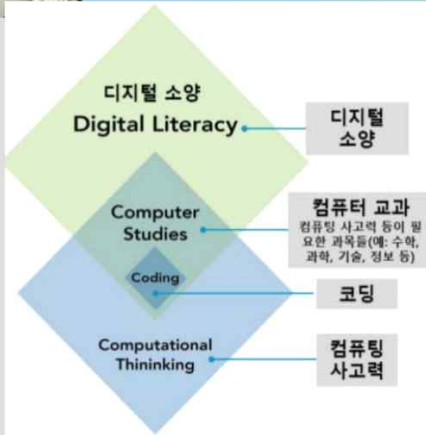 디지털 소양
Digital Literacy
디지털
소양
Computer
Studies
컴퓨터 교과
컴퓨팅 사고력 등이 필
요한 과목들(예: 수학,
과학, 기술, 정보 등)
Coding
코딩
Computational
Thininking
컴퓨팅
사고력